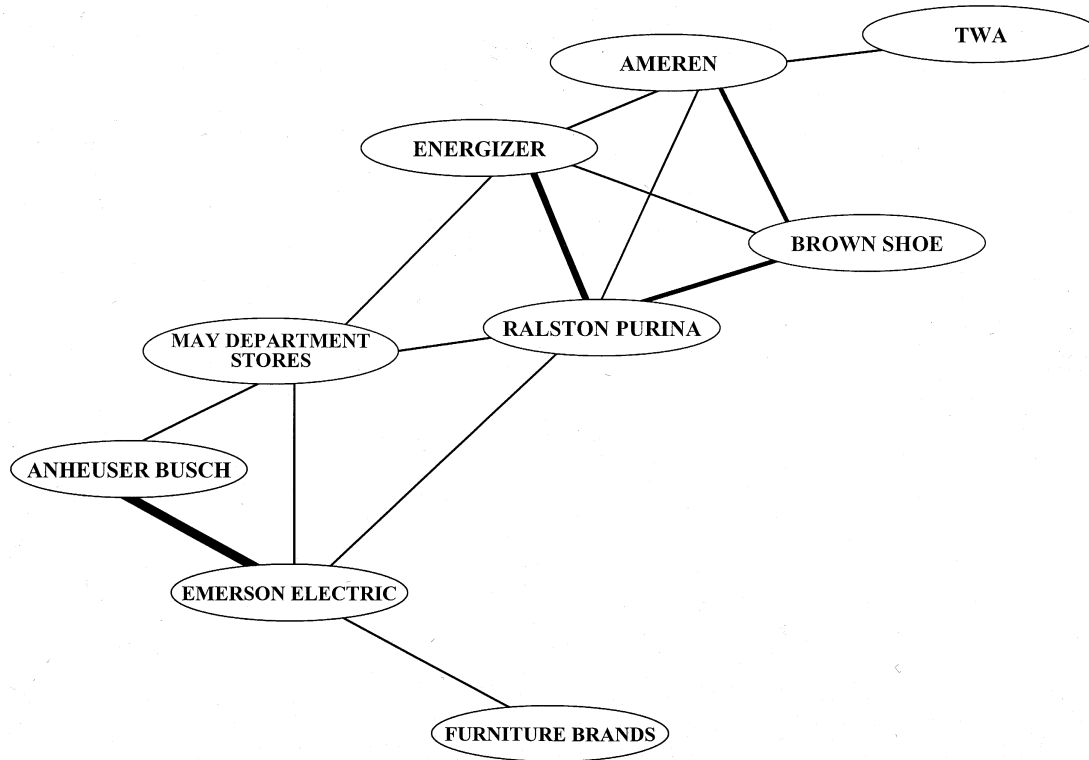 TWA
AMEREN
ENERGIZER
BROWN SHOE
RALSTON PURINA
MAY DEPARTMENT
STORES
ANHEUSER BUSCH
EMERSON ELECTRIC
FURNITURE BRANDS